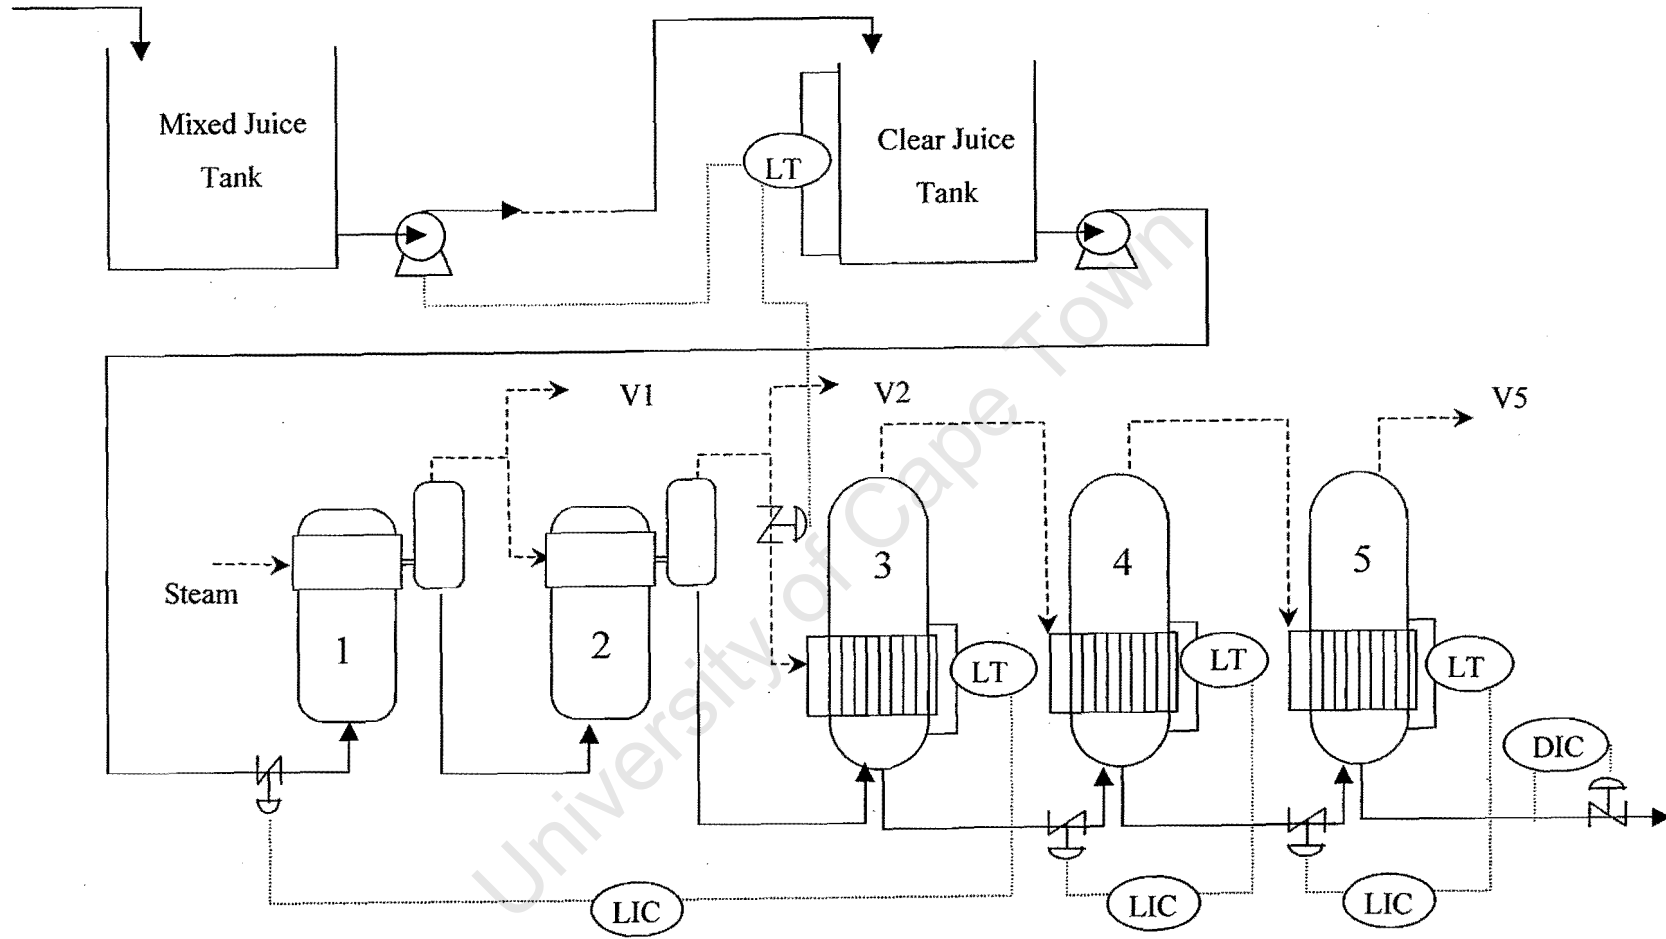 Mixed Juice
Tank
Clear Juice
Tank
LT
V1
V2
V5
Steam
1
2
3
4
5
LT
LT
LT
DIC
LIC
LIC
LIC
University of Cape Town